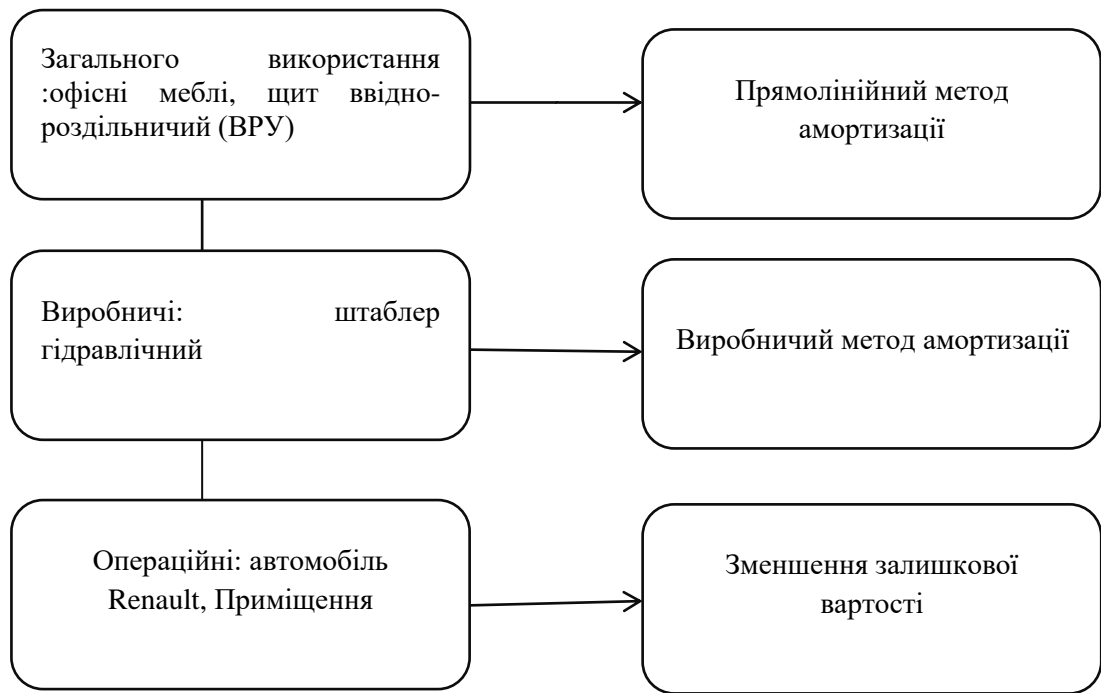 Загального використання
:офісні меблі, щит ввідно-
роздільничий (ВРУ)
Прямолінійний метод
амортизації
Виробничі: штаблер
гідравлічний
Виробничий метод амортизації
Операційні: автомобіль
Renault, Приміщення
Зменшення залишкової
вартості